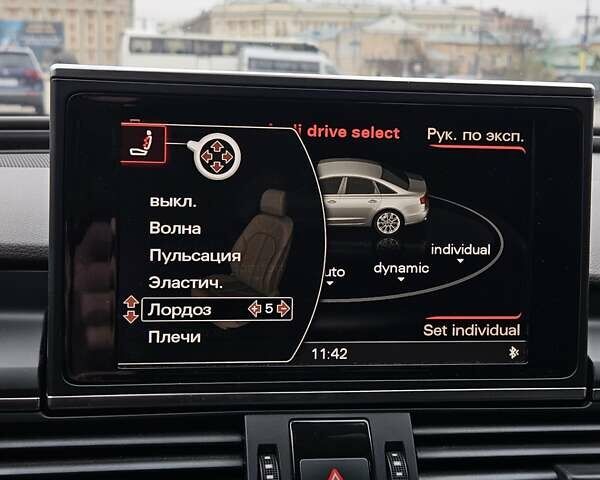 drive select
Рук. по эксп.
выкл.
Волна
Пульсация
Эластич.
Лордоз 5
Плечи
individual
dynamic
Set individual
11:42